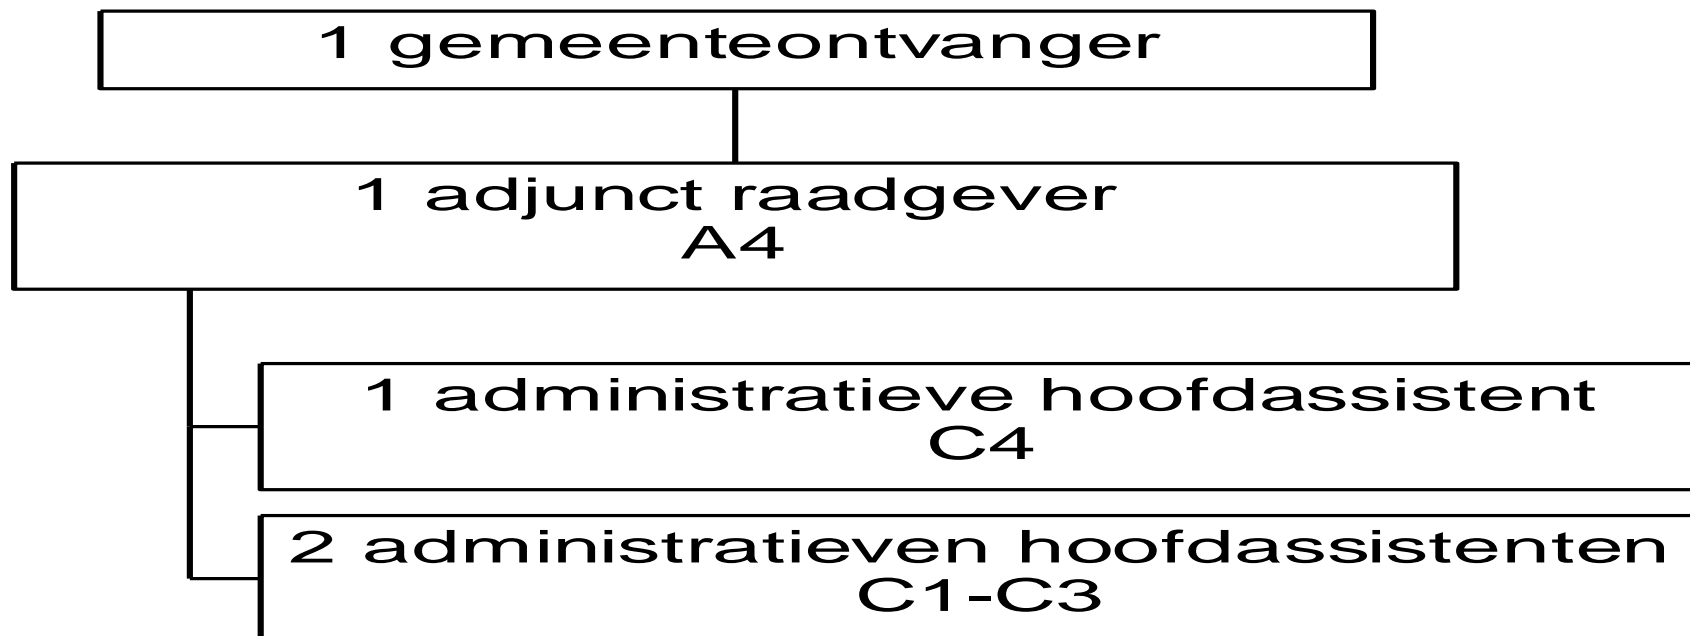 1 gemeenteontvanger
1 adjunct raadgever
A4
1 administratieve hoofdassistent
C4
2 administratieven hoofdassistenten
C1-C3